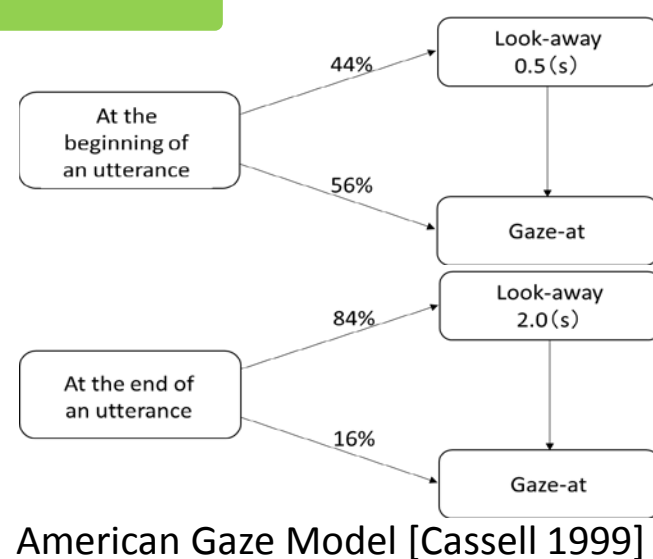 At the
beginning of
an utterance
44%
56%
Look-away
0.5(s)
Gaze-at
At the end of
an utterance
84%
16%
Look-away
2.0(s)
Gaze-at
American Gaze Model [Cassell 1999]